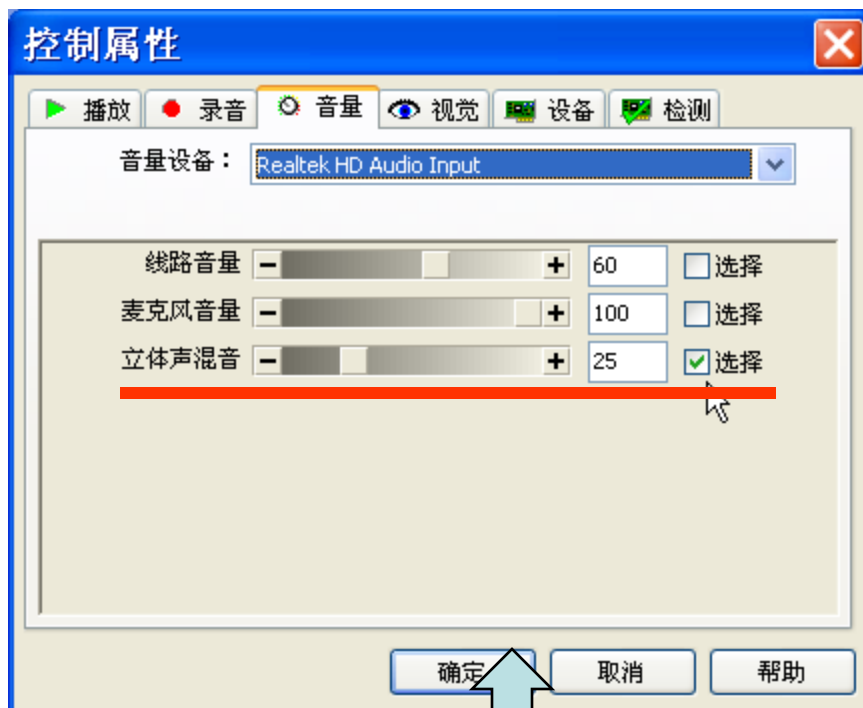 控制属性
播放 录音 音量 视觉 设备 检测
音量设备： Realtek HD Audio Input
线路音量 60 选择
麦克风音量 100 选择
立体声混音 25 选择
确定 取消 帮助